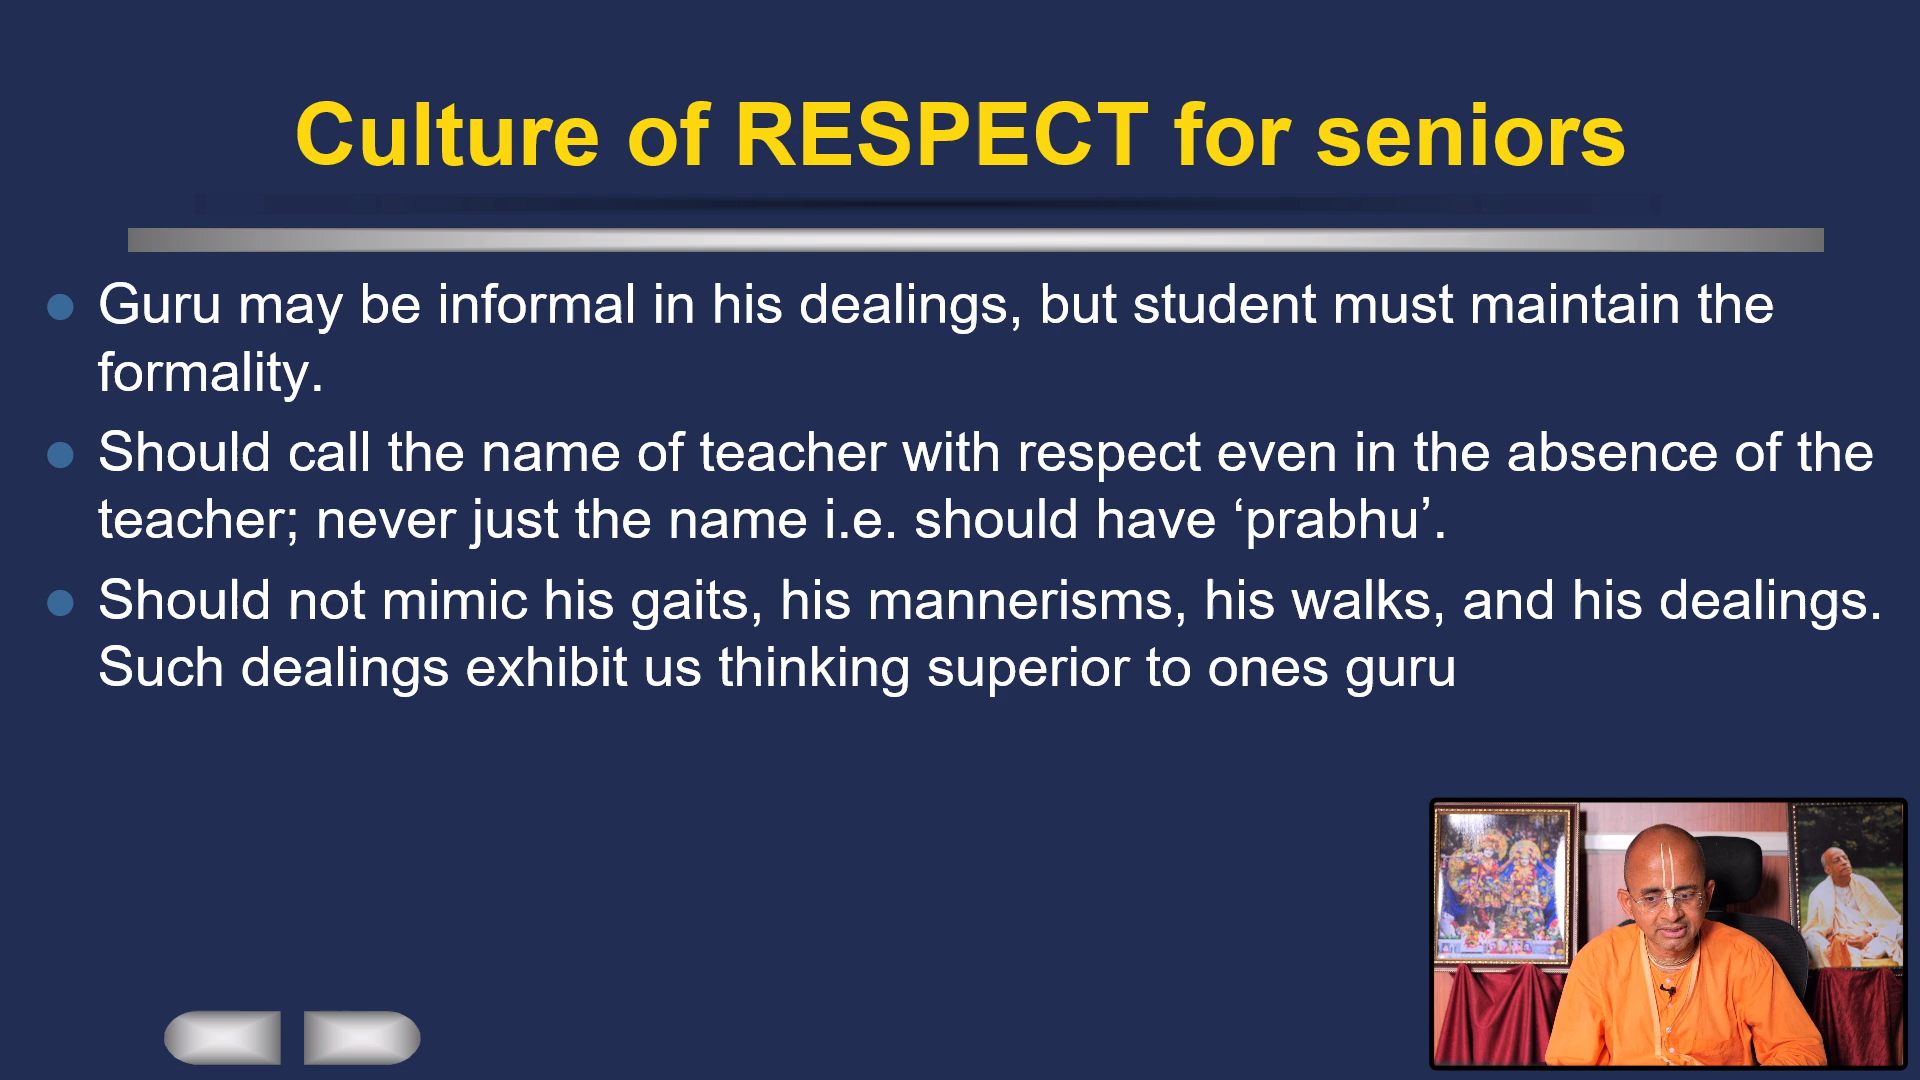 Culture of RESPECT for seniors
Guru may be informal in his dealings, but student must maintain the
formality.
Should call the name of teacher with respect even in the absence of the
teacher; never just the name i.e. should have ‘prabhu’.
Should not mimic his gaits, his mannerisms, his walks, and his dealings.
Such dealings exhibit us thinking superior to ones guru